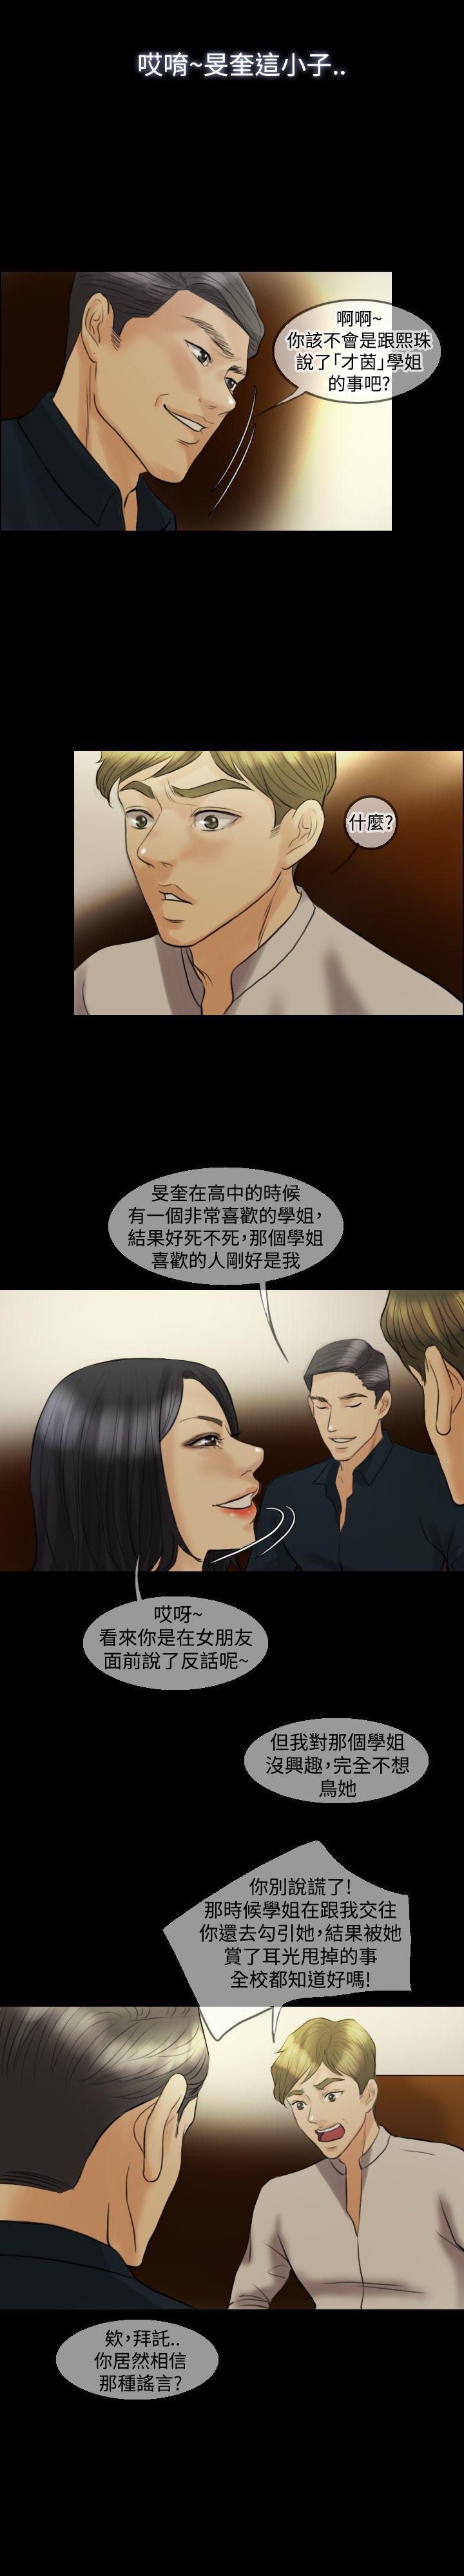 哎唷~旻奎這小子..
啊啊~
你該不會是跟熙珠
說了「才茵」學姐
的事吧?
什麼?
旻奎在高中的時候
有一個非常喜歡的學姐,
結果好死不死,那個學姐
喜歡的人剛好是我
哎呀~
看來你是在女朋友
面前說了反話呢~
但我對那個學姐
沒興趣,完全不想
鳥她
你別說謊了!
那時候學姐在跟我交往
你還去勾引她,結果被她
賞了耳光甩掉的事
全校都知道好嗎!
欸,拜託..
你居然相信
那種謠言?